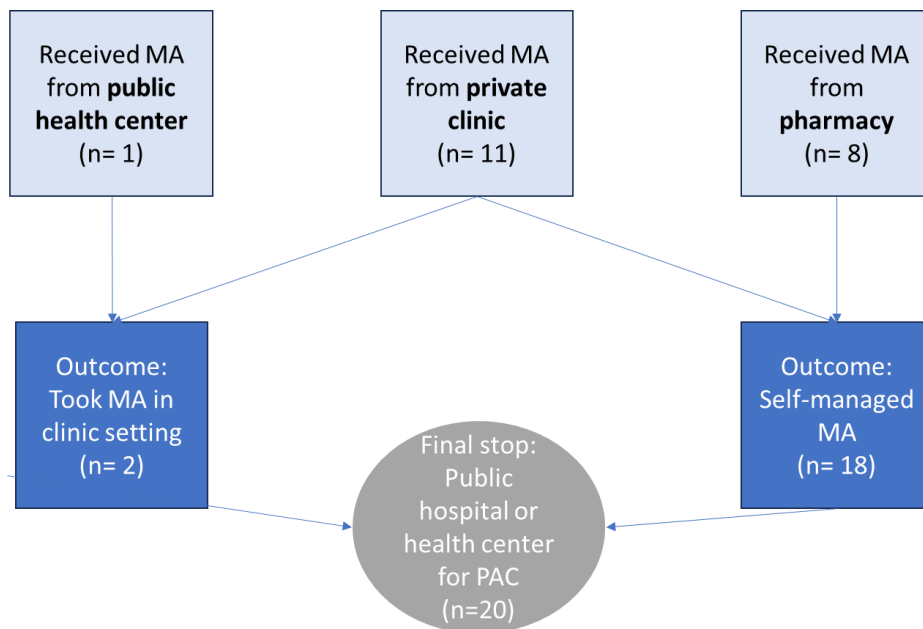 Received MA
from public
health center
(n= 1)
Received MA
from private
clinic
(n= 11)
Received MA
from
pharmacy
(n= 8)
Outcome:
Took MA in
clinic setting
(n= 2)
Final stop:
Public
hospital or
health center
for PAC
(n=20)
Outcome:
Self-managed
MA
(n= 18)